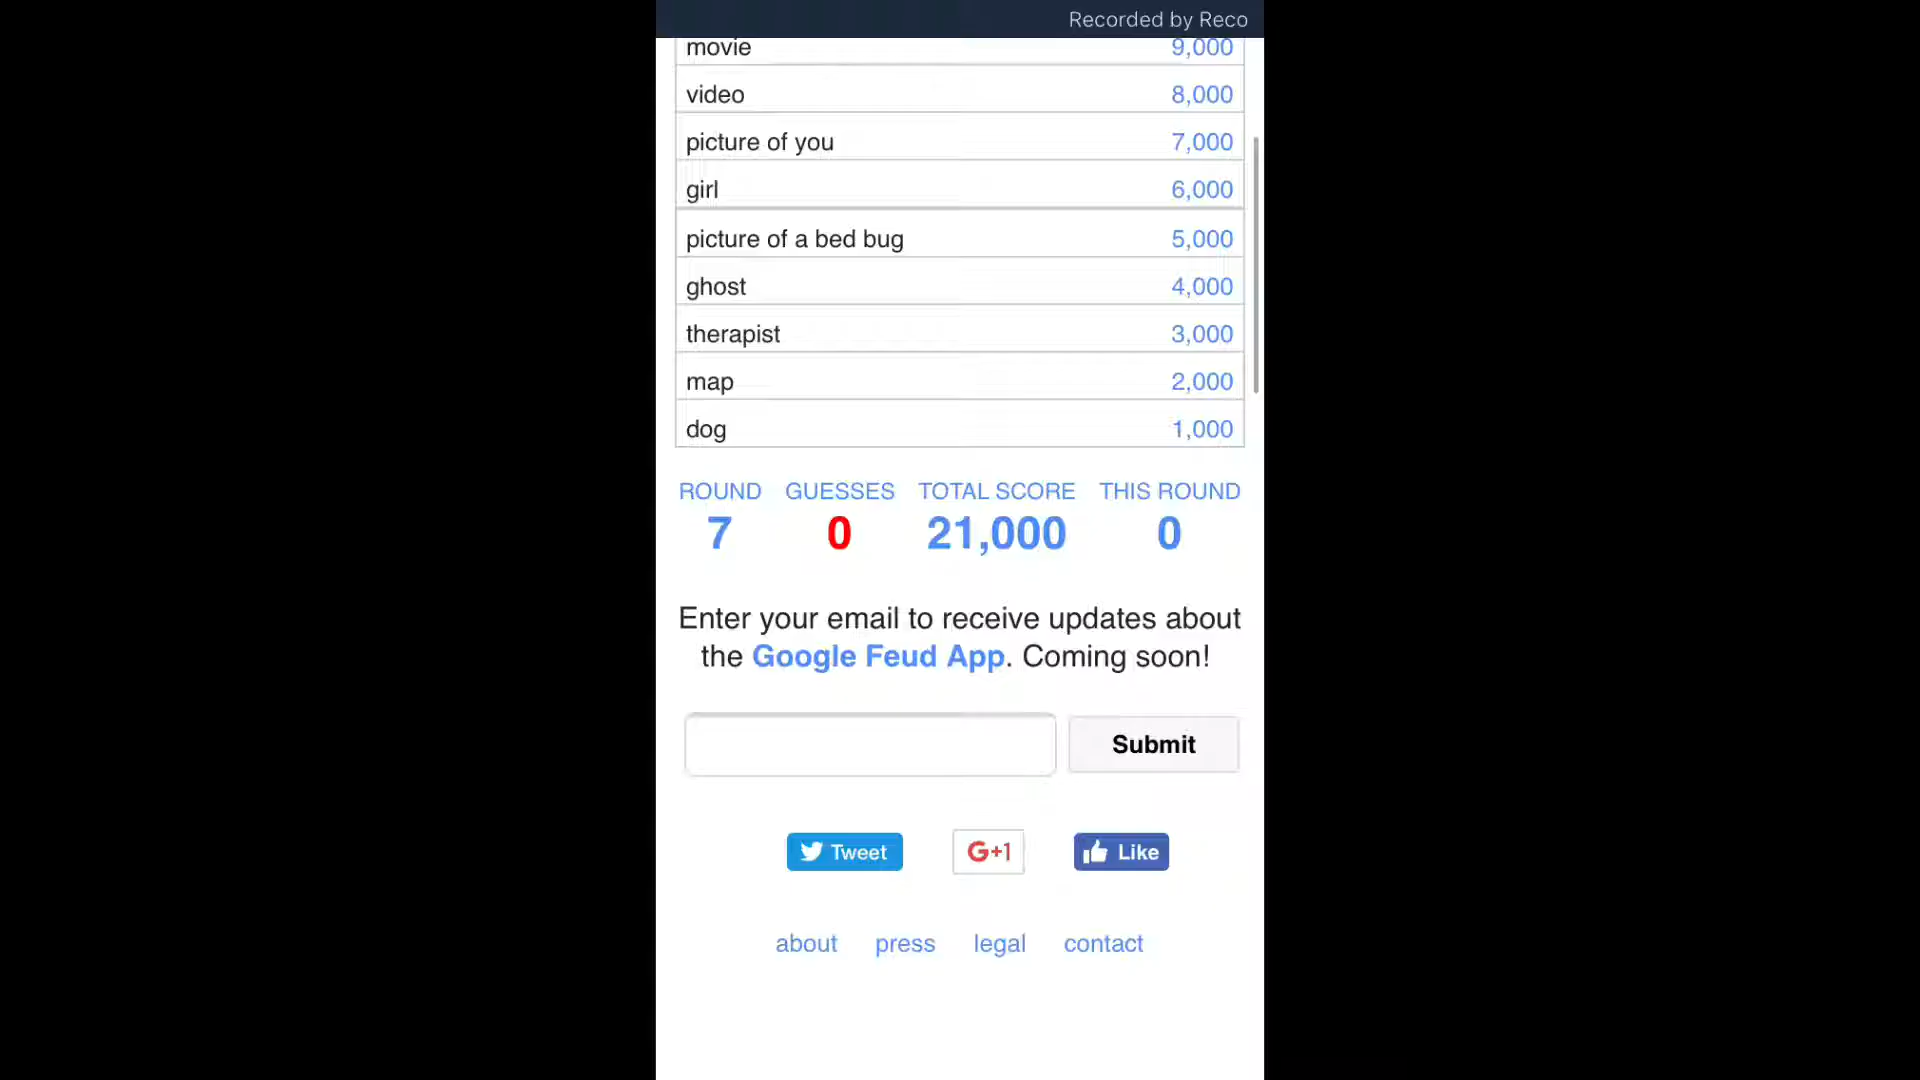 Recorded by Reco
movie 9,000
video 8,000
picture of you 7,000
girl 6,000
picture of a bed bug 5,000
ghost 4,000
therapist 3,000
map 2,000
dog 1,000
ROUND GUESSES TOTAL SCORE THIS ROUND
7 0 21,000 0
Enter your email to receive updates about
the Google Feud App. Coming soon!
Submit
Tweet G+1 Like
about press legal contact